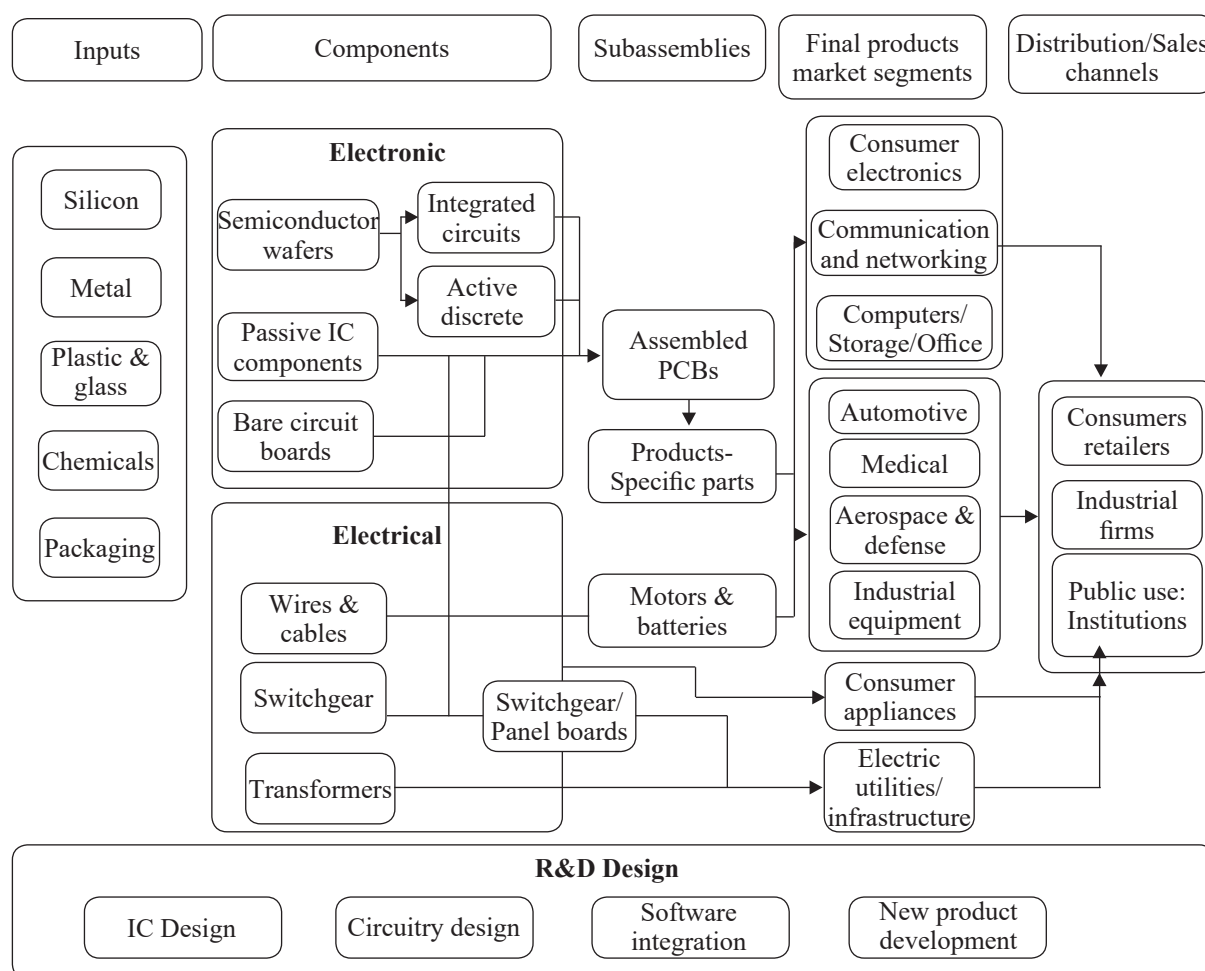 Inputs
Components
Subassemblies
Final products
market segments
Distribution/Sales
channels
Silicon
Metal
Plastic &
glass
Chemicals
Packaging
Electronic
Semiconductor
wafers
Integrated
circuits
Active
discrete
Passive IC
components
Bare circuit
boards
Electrical
Wires &
cables
Switchgear
Transformers
Switchgear/
Panel boards
Assembled
PCBs
Products-
Specific parts
Motors &
batteries
Consumer
electronics
Communication
and networking
Computers/
Storage/Office
Automotive
Medical
Aerospace &
defense
Industrial
equipment
Consumer
appliances
Electric
utilities/
infrastructure
Consumers
retailers
Industrial
firms
Public use:
Institutions
R&D Design
IC Design
Circuitry design
Software
integration
New product
development